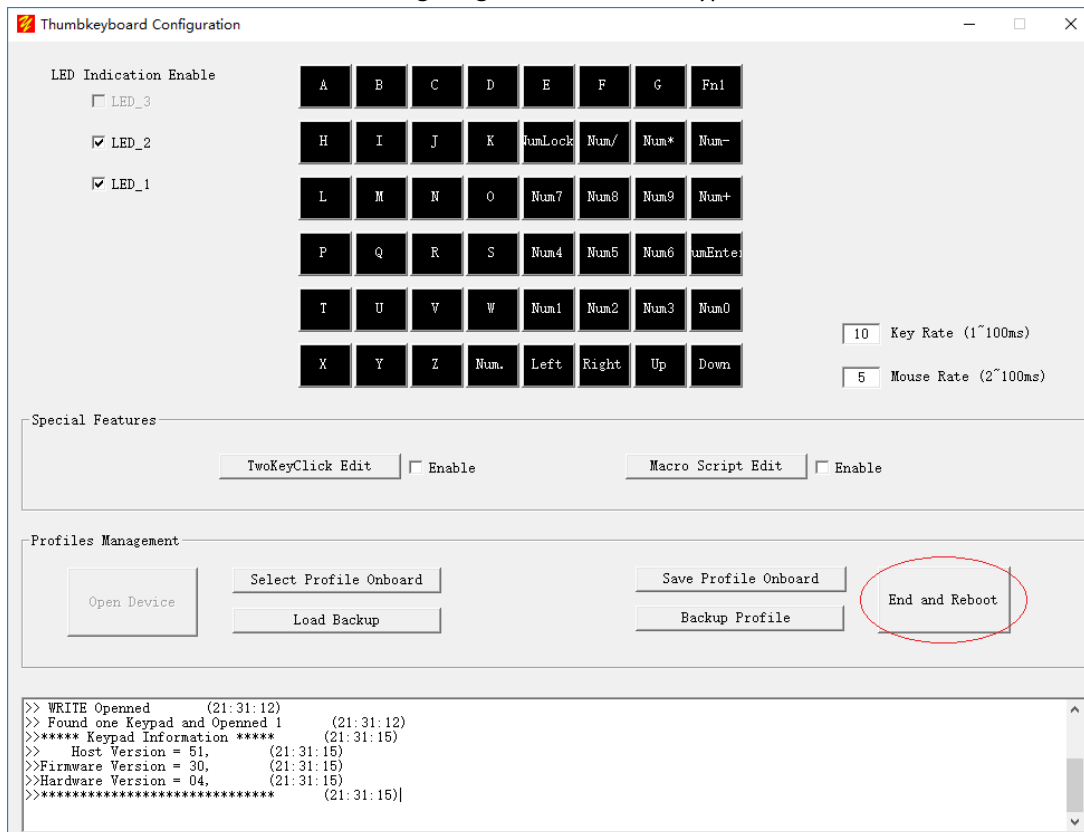 Thumbkeyboard Configuration
LED Indication Enable
LED_3
LED_2
LED_1
A B C D E F G Fn1
H I J K NumLock Num/ Num* Num-
L M N O Num7 Num8 Num9 Num+
P Q R S Num4 Num5 Num6 umEnter
T U V W Num1 Num2 Num3 Num0
X Y Z Num. Left Right Up Down
10 Key Rate (1~100ms)
5 Mouse Rate (2~100ms)
Special Features
TwoKeyClick Edit Enable Macro Script Edit Enable
Profiles Management
Open Device
Select Profile Onboard
Load Backup
Save Profile Onboard
Backup Profile
End and Reboot
>> WRITE Openned (21:31:12)
>> Found one Keypad and Openned 1 (21:31:12)
>>***** Keypad Information ***** (21:31:15)
>> Host Version = 51, (21:31:15)
>>Firmware Version = 30, (21:31:15)
>>Hardware Version = 04, (21:31:15)
>>****************************** (21:31:15)